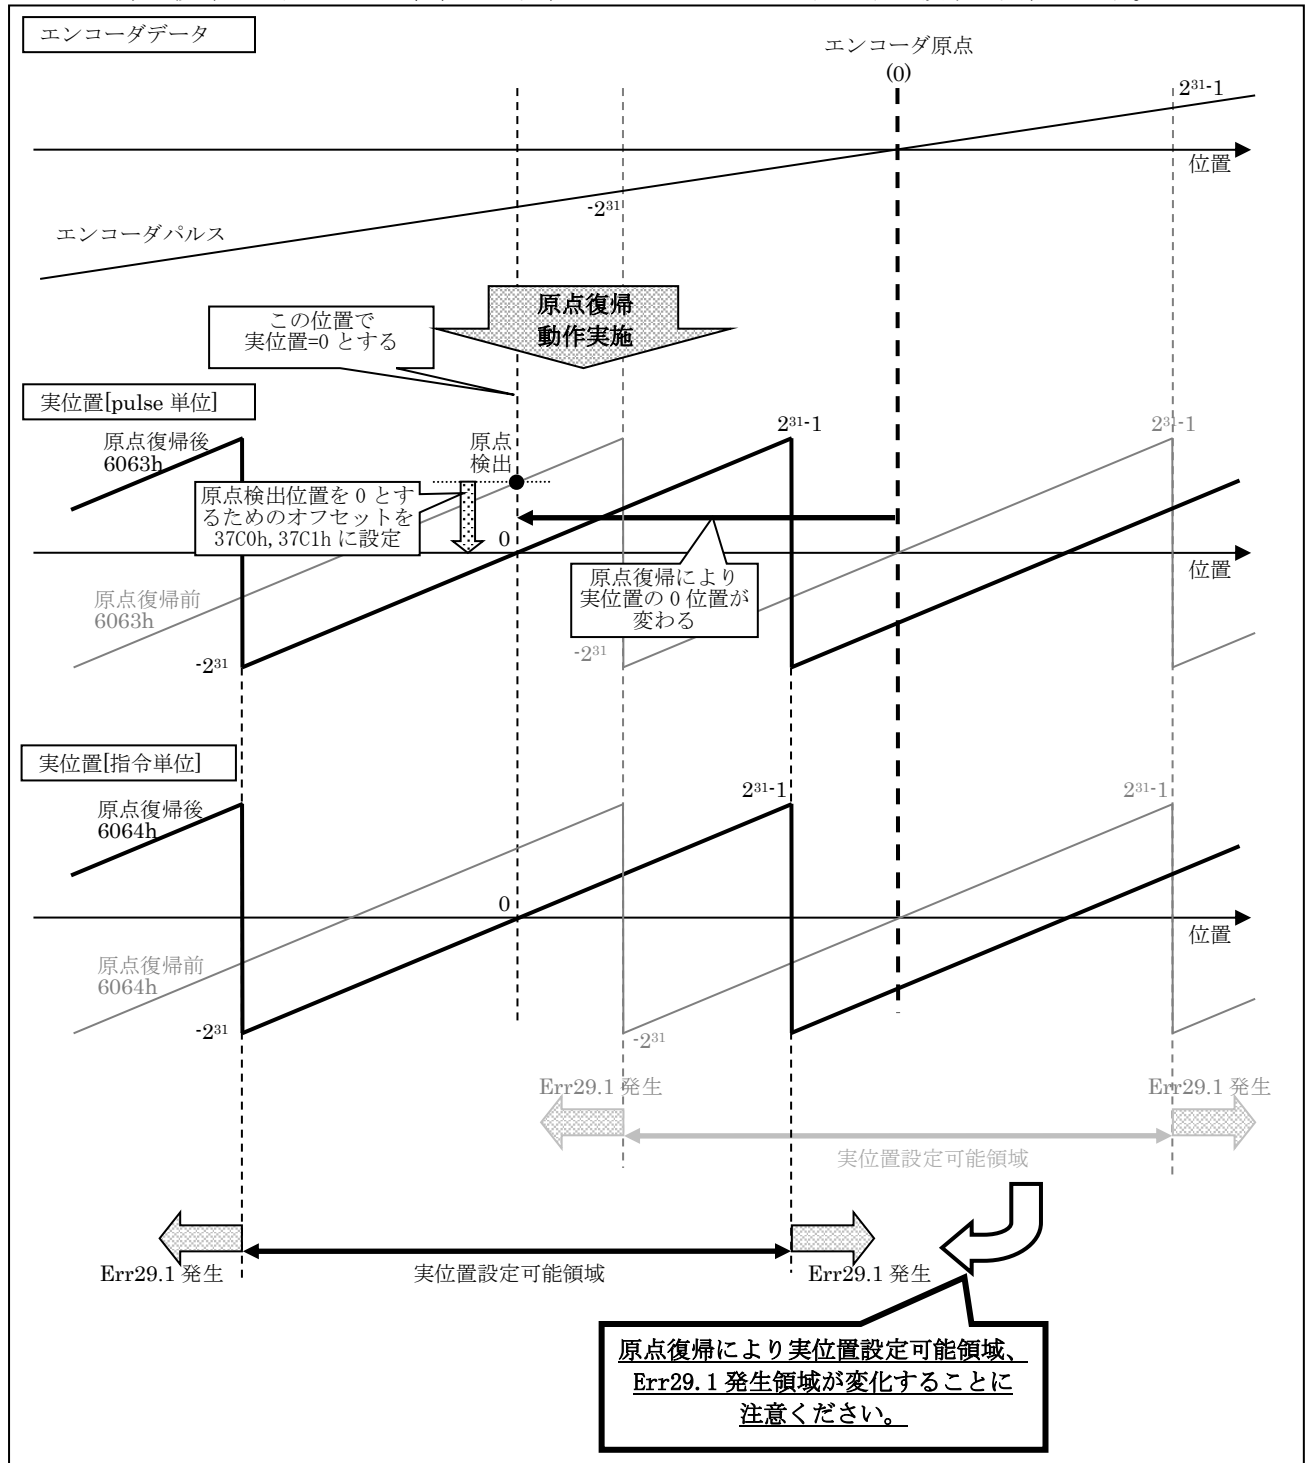 エンコーダデータ
エンコーダ原点
(0)
2³¹-1
位置
-2³¹
エンコーダパルス
原点復帰
動作実施
この位置で
実位置=0 とする
実位置[pulse 単位]
原点復帰後
6063h
原点
検出
2³¹-1
2³¹-1
原点検出位置を 0 とす
るためのオフセットを
37C0h, 37C1h に設定
0
位置
原点復帰により
実位置の 0 位置が
変わる
原点復帰前
6063h
-2³¹
-2³¹
実位置[指令単位]
原点復帰後
6064h
2³¹-1
2³¹-1
0
位置
原点復帰前
6064h
-2³¹
-2³¹
Err29.1 発生
Err29.1 発生
実位置設定可能領域
Err29.1 発生
実位置設定可能領域
Err29.1 発生
原点復帰により実位置設定可能領域、
Err29.1 発生領域が変化することに
注意ください。